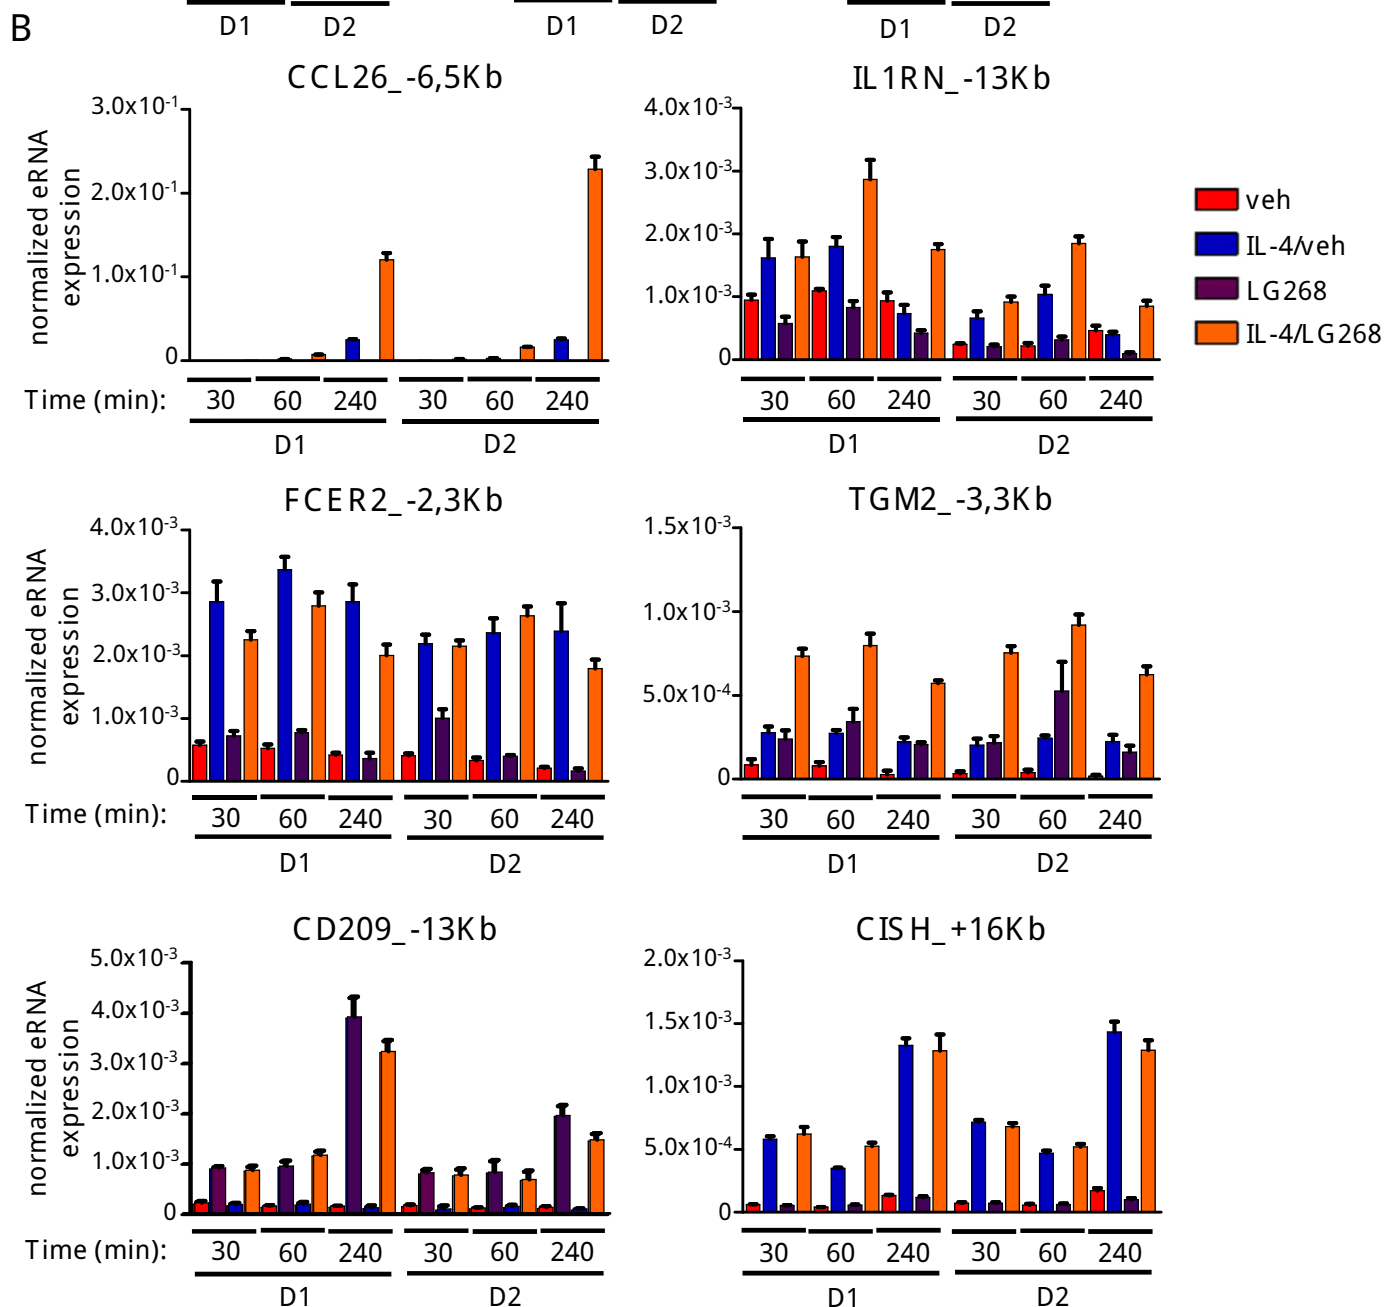 B
D1 D2 D1 D2 D1 D2
CCL26_-6,5Kb
normalized eRNA
expression
3.0x10⁻¹
2.0x10⁻¹
1.0x10⁻¹
0
Time (min): 30 60 240 30 60 240
D1 D2
IL1RN_-13Kb
4.0x10⁻³
3.0x10⁻³
2.0x10⁻³
1.0x10⁻³
0
30 60 240 30 60 240
D1 D2
veh
IL-4/veh
LG268
IL-4/LG268
FCER2_-2,3Kb
normalized eRNA
expression
4.0x10⁻³
3.0x10⁻³
2.0x10⁻³
1.0x10⁻³
0
Time (min): 30 60 240 30 60 240
D1 D2
TGM2_-3,3Kb
1.5x10⁻³
1.0x10⁻³
5.0x10⁻⁴
0
30 60 240 30 60 240
D1 D2
CD209_-13Kb
normalized eRNA
expression
5.0x10⁻³
4.0x10⁻³
3.0x10⁻³
2.0x10⁻³
1.0x10⁻³
0
Time (min): 30 60 240 30 60 240
D1 D2
CISH_+16Kb
2.0x10⁻³
1.5x10⁻³
1.0x10⁻³
5.0x10⁻⁴
0
30 60 240 30 60 240
D1 D2